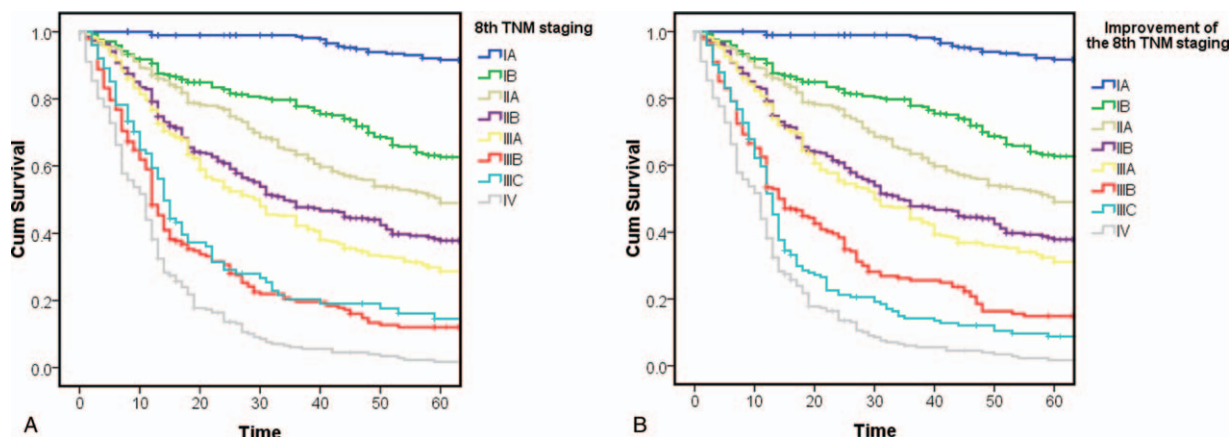 8th TNM staging
IA
IB
IIA
IIB
IIIA
IIIB
IIIC
IV
Cum Survival
1.0
0.8
0.6
0.4
0.2
0.0
0 10 20 30 40 50 60
A
Time
Improvement of
the 8th TNM staging
IA
IB
IIA
IIB
IIIA
IIIB
IIIC
IV
Cum Survival
1.0
0.8
0.6
0.4
0.2
0.0
0 10 20 30 40 50 60
B
Time